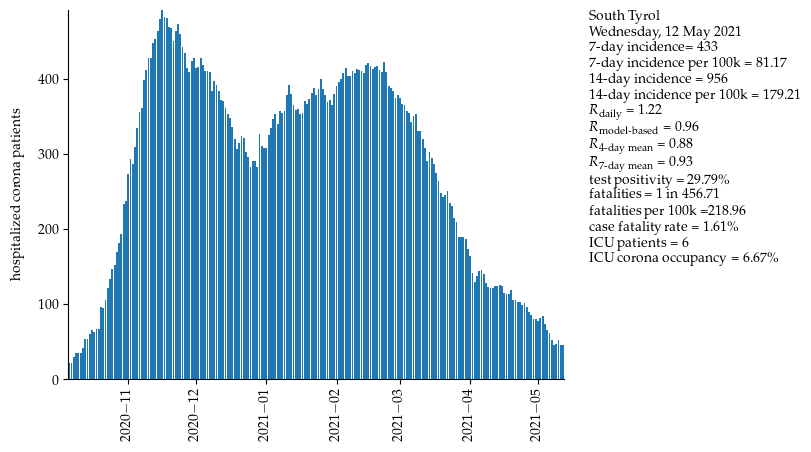 South Tyrol
Wednesday, 12 May 2021
7-day incidence= 433
7-day incidence per 100k = 81.17
14-day incidence = 956
14-day incidence per 100k = 179.21
R_daily = 1.22
R_model-based = 0.96
R_4-day mean = 0.88
R_7-day mean = 0.93
test positivity = 29.79%
fatalities = 1 in 456.71
fatalities per 100k =218.96
case fatality rate = 1.61%
ICU patients = 6
ICU corona occupancy = 6.67%
hospitalized corona patients
400
300
200
100
0
2020−11
2020−12
2021−01
2021−02
2021−03
2021−04
2021−05